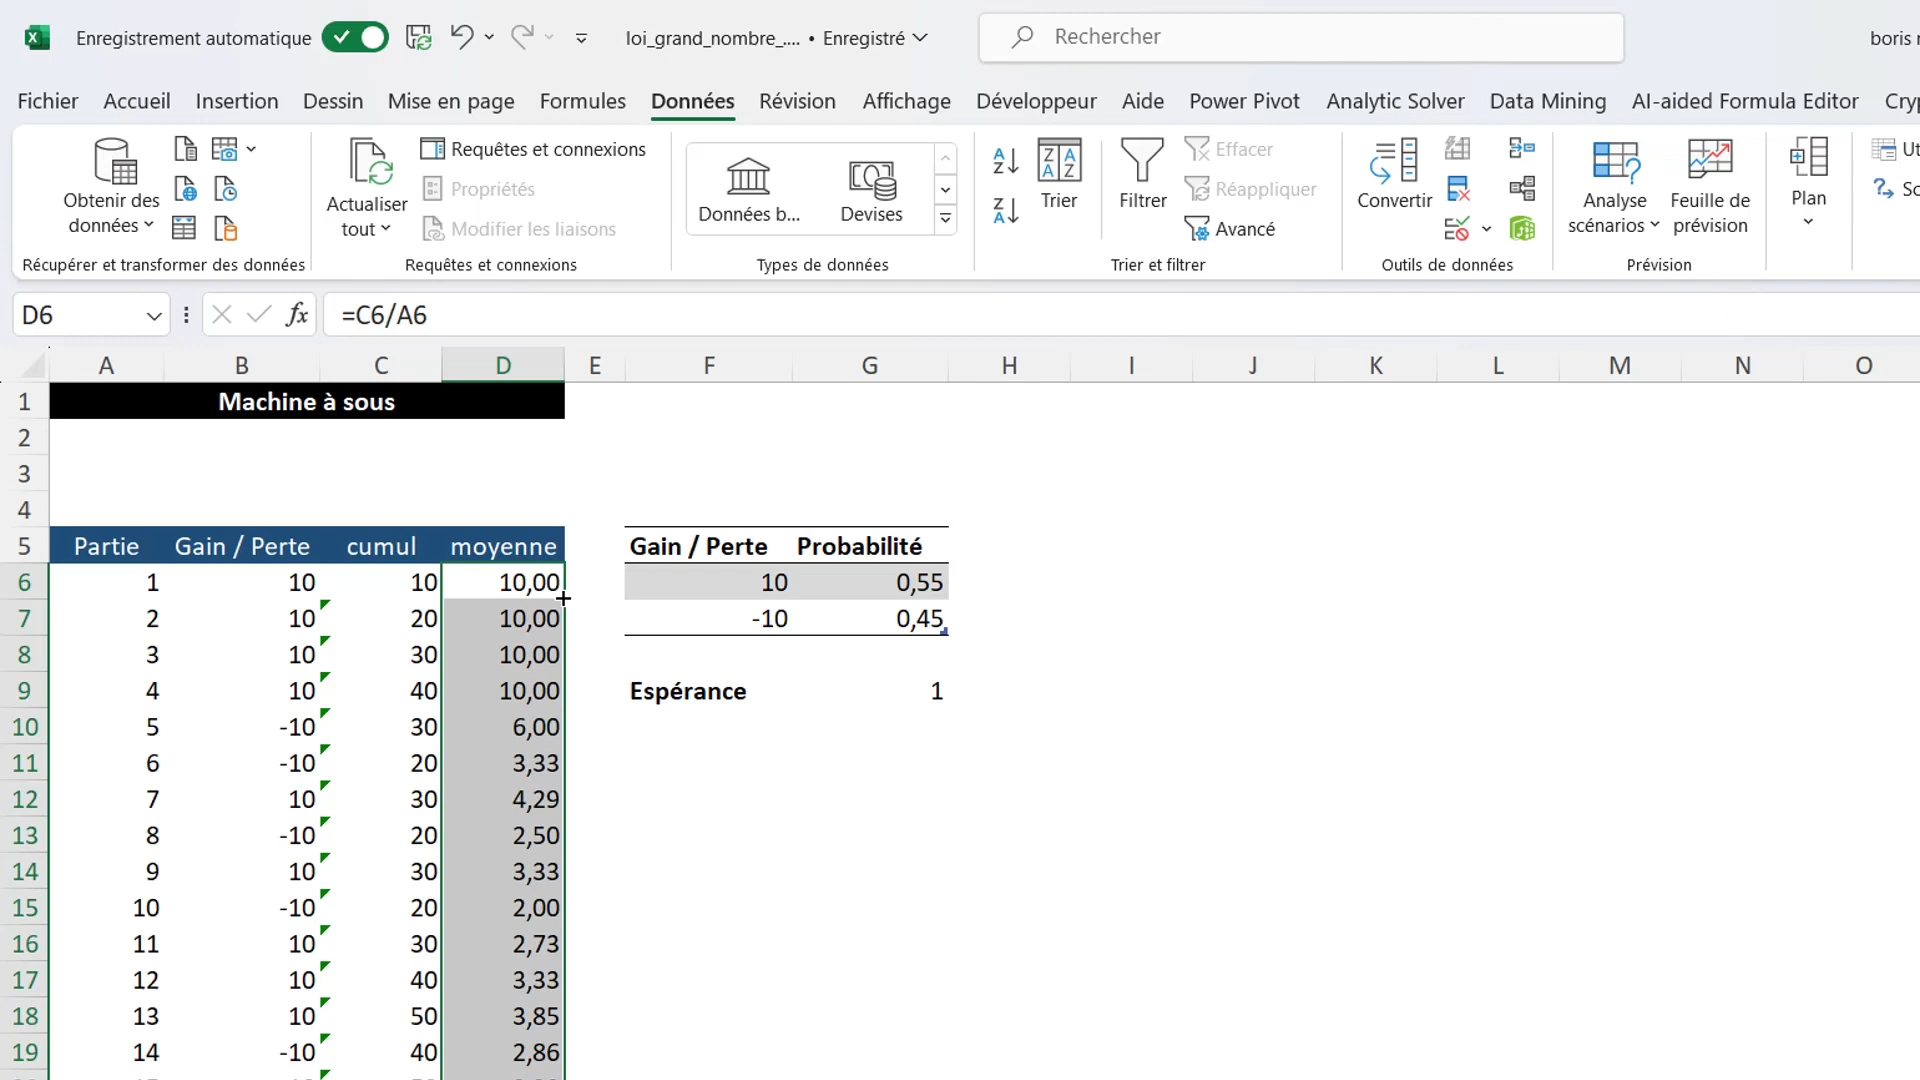 Enregistrement automatique
loi_grand_nombre_.... • Enregistré
Rechercher
boris
Fichier Accueil Insertion Dessin Mise en page Formules Données Révision Affichage Développeur Aide Power Pivot Analytic Solver Data Mining AI-aided Formula Editor Cryp
Obtenir des données
Récupérer et transformer des données
Actualiser tout
Requêtes et connexions
Propriétés
Modifier les liaisons
Requêtes et connexions
Données b... Devises
Types de données
Trier
Filtrer
Effacer
Réappliquer
Avancé
Trier et filtrer
Convertir
Outils de données
Analyse scénarios
Feuille de prévision
Prévision
Plan
D6 fx =C6/A6
A B C D E F G H I J K L M N O
1 Machine à sous
2
3
4
5 Partie Gain / Perte cumul moyenne Gain / Perte Probabilité
6 1 10 10 10,00 10 0,55
7 2 10 20 10,00 -10 0,45
8 3 10 30 10,00
9 4 10 40 10,00 Espérance 1
10 5 -10 30 6,00
11 6 -10 20 3,33
12 7 10 30 4,29
13 8 -10 20 2,50
14 9 10 30 3,33
15 10 -10 20 2,00
16 11 10 30 2,73
17 12 10 40 3,33
18 13 10 50 3,85
19 14 -10 40 2,86